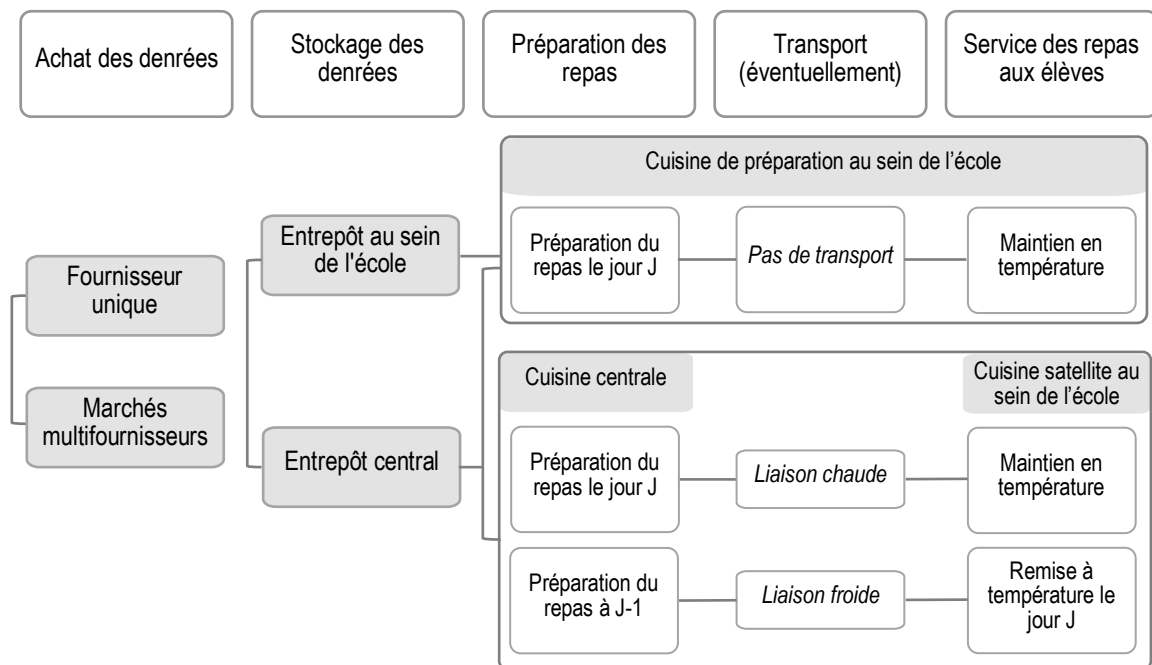 Achat des denrées
Stockage des
denrées
Préparation des
repas
Transport
(éventuellement)
Service des repas
aux élèves
Cuisine de préparation au sein de l’école
Entrepôt au sein
de l'école
Préparation du
repas le jour J
Pas de transport
Maintien en
température
Fournisseur
unique
Marchés
multifournisseurs
Entrepôt central
Cuisine centrale
Cuisine satellite au
sein de l’école
Préparation du
repas le jour J
Liaison chaude
Maintien en
température
Préparation du
repas à J-1
Liaison froide
Remise à
température le
jour J